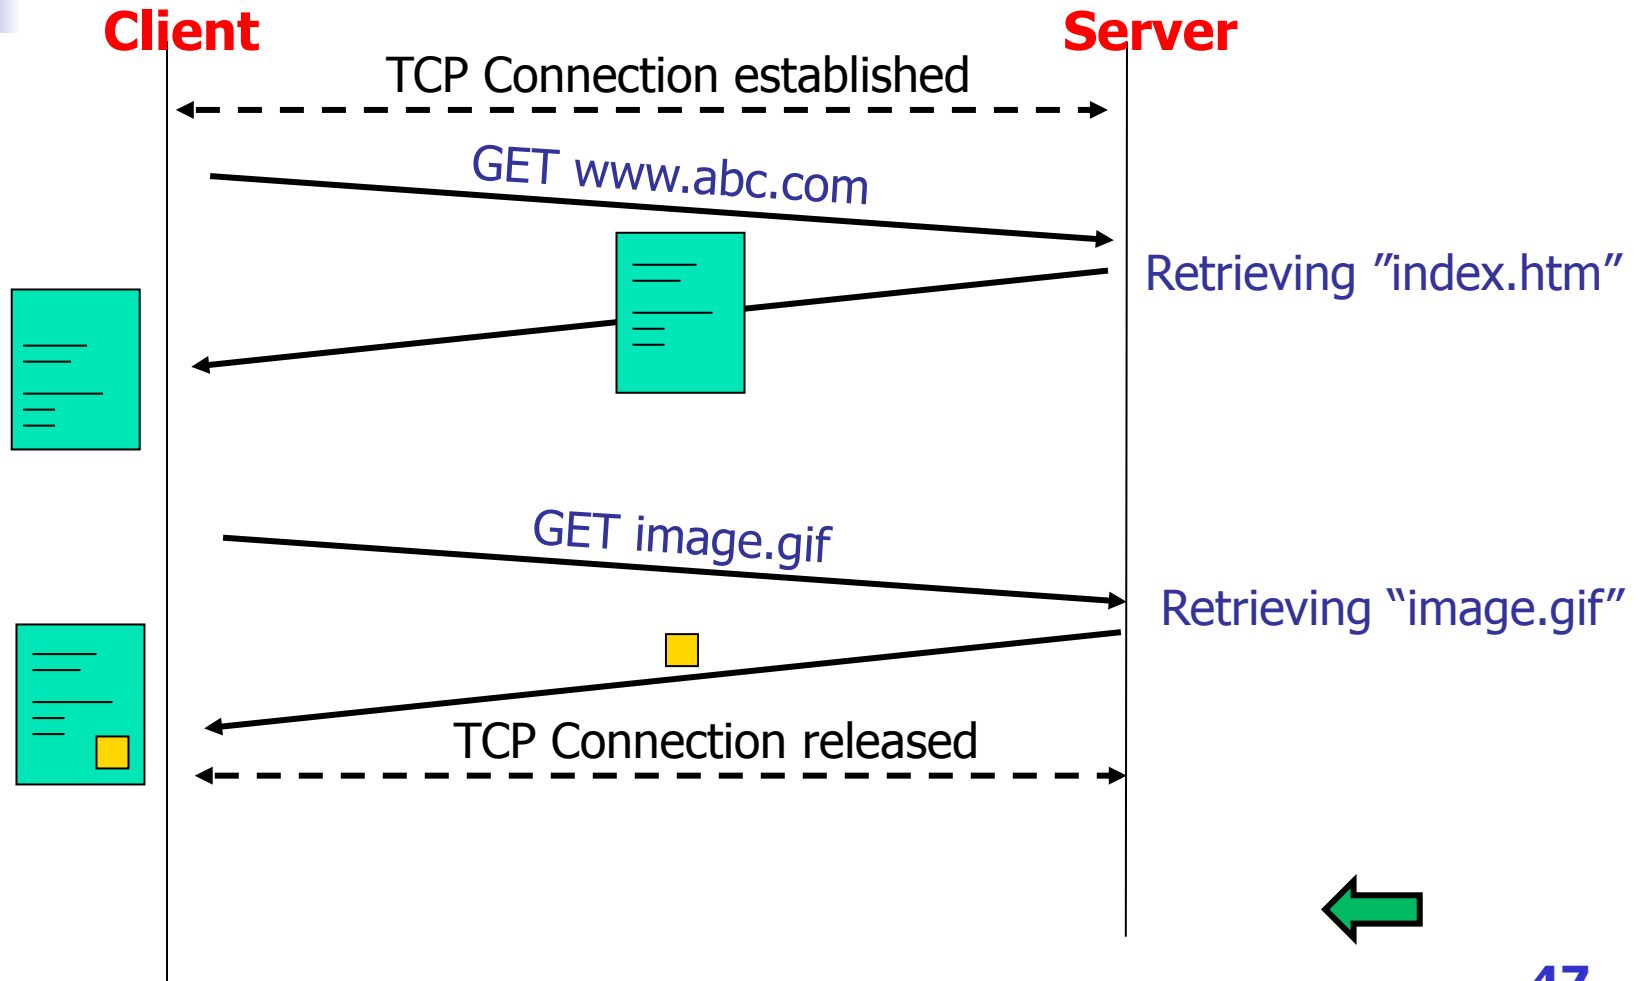 Client
Server
TCP Connection established
GET www.abc.com
Retrieving ”index.htm”
GET image.gif
Retrieving “image.gif”
TCP Connection released
47